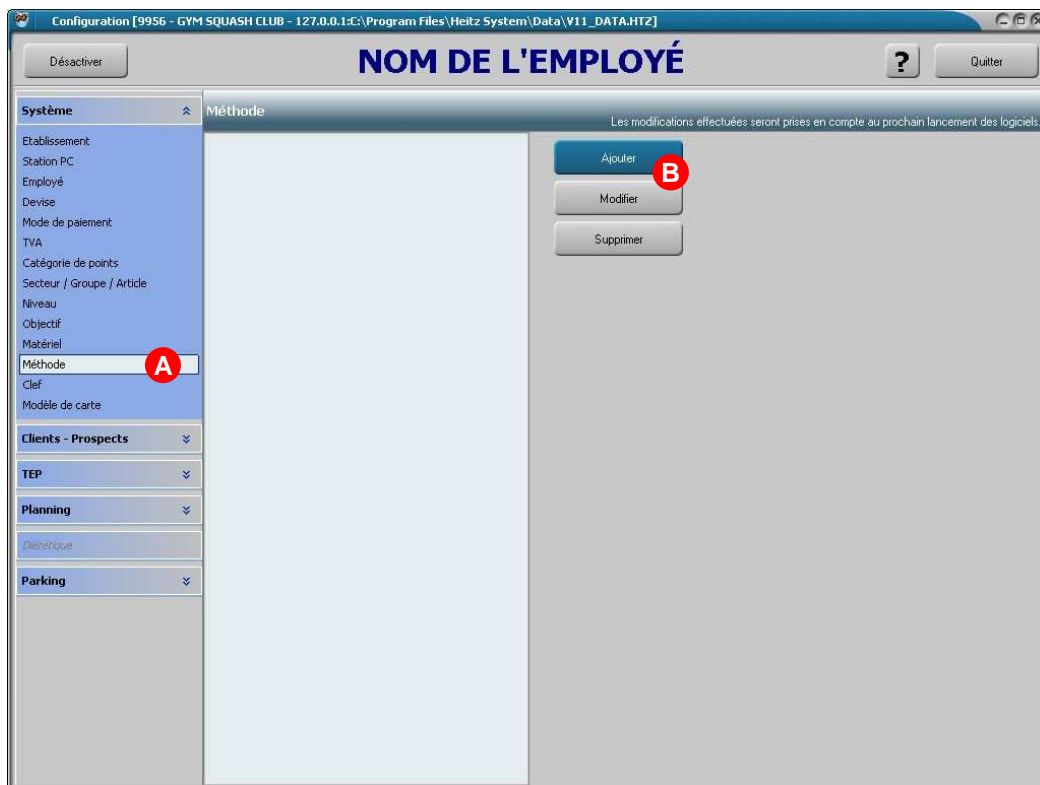 Configuration [9956 - GYM SQUASH CLUB - 127.0.0.1:C:\Program Files\Heitz System\Data\V11_DATA.HTZ]
Désactiver
NOM DE L'EMPLOYÉ
?
Quitter
Système
Méthode
Les modifications effectuées seront prises en compte au prochain lancement des logiciels.
Etablissement
Station PC
Employé
Devise
Mode de paiement
TVA
Catégorie de points
Secteur / Groupe / Article
Niveau
Objectif
Matériel
Méthode
A
Clef
Modèle de carte
Clients - Prospects
TEP
Planning
Diététique
Parking
Ajouter
B
Modifier
Supprimer